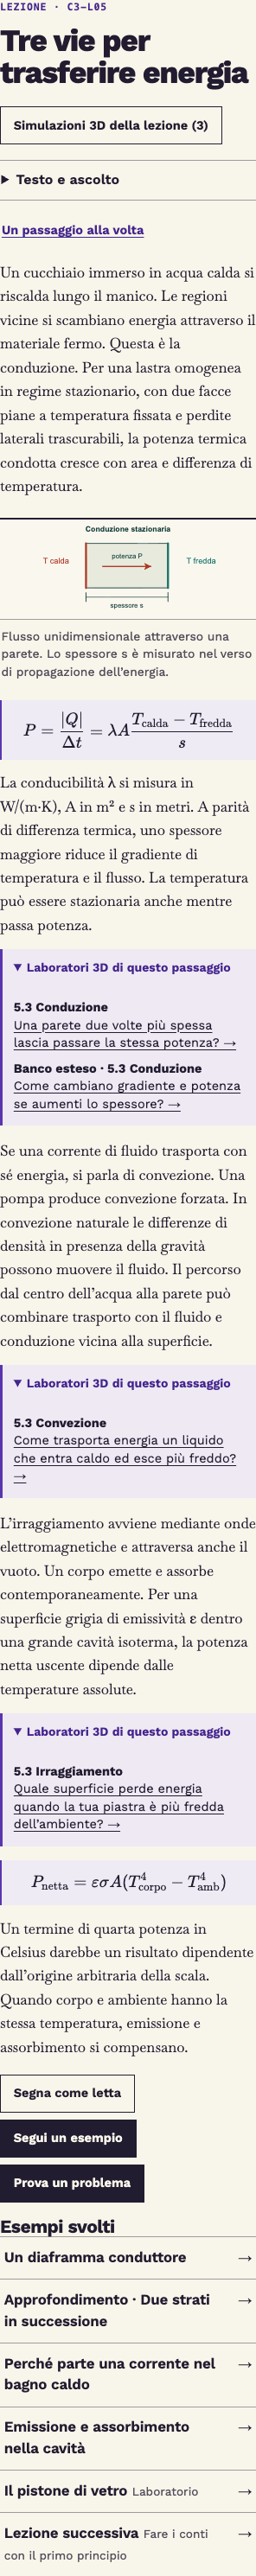 LEZIONE · C3–L05
Tre vie per
trasferire energia
Simulazioni 3D della lezione (3)
▶ Testo e ascolto
Un passaggio alla volta
Un cucchiaio immerso in acqua calda si
riscalda lungo il manico. Le regioni
vicine si scambiano energia attraverso il
materiale fermo. Questa è la
conduzione. Per una lastra omogenea
in regime stazionario, con due facce
piane a temperatura fissata e perdite
laterali trascurabili, la potenza termica
condotta cresce con area e differenza di
temperatura.
Conduzione stazionaria
T calda
potenza P
T fredda
spessore s
Flusso unidimensionale attraverso una
parete. Lo spessore s è misurato nel verso
di propagazione dell’energia.
P = |Q| / Δt = λA (T_calda − T_fredda) / s
La conducibilità λ si misura in
W/(m·K), A in m² e s in metri. A parità
di differenza termica, uno spessore
maggiore riduce il gradiente di
temperatura e il flusso. La temperatura
può essere stazionaria anche mentre
passa potenza.
▼ Laboratori 3D di questo passaggio
5.3 Conduzione
Una parete due volte più spessa
lascia passare la stessa potenza? →
Banco esteso · 5.3 Conduzione
Come cambiano gradiente e potenza
se aumenti lo spessore? →
Se una corrente di fluido trasporta con
sé energia, si parla di convezione. Una
pompa produce convezione forzata. In
convezione naturale le differenze di
densità in presenza della gravità
possono muovere il fluido. Il percorso
dal centro dell’acqua alla parete può
combinare trasporto con il fluido e
conduzione vicina alla superficie.
▼ Laboratori 3D di questo passaggio
5.3 Convezione
Come trasporta energia un liquido
che entra caldo ed esce più freddo?
→
L’irraggiamento avviene mediante onde
elettromagnetiche e attraversa anche il
vuoto. Un corpo emette e assorbe
contemporaneamente. Per una
superficie grigia di emissività ε dentro
una grande cavità isoterma, la potenza
netta uscente dipende dalle
temperature assolute.
▼ Laboratori 3D di questo passaggio
5.3 Irraggiamento
Quale superficie perde energia
quando la tua piastra è più fredda
dell’ambiente? →
P_netta = εσA(T⁴_corpo − T⁴_amb)
Un termine di quarta potenza in
Celsius darebbe un risultato dipendente
dall’origine arbitraria della scala.
Quando corpo e ambiente hanno la
stessa temperatura, emissione e
assorbimento si compensano.
Segna come letta
Segui un esempio
Prova un problema
Esempi svolti
Un diaframma conduttore →
Approfondimento · Due strati →
in successione
Perché parte una corrente nel →
bagno caldo
Emissione e assorbimento →
nella cavità
Il pistone di vetro Laboratorio →
Lezione successiva Fare i conti →
con il primo principio